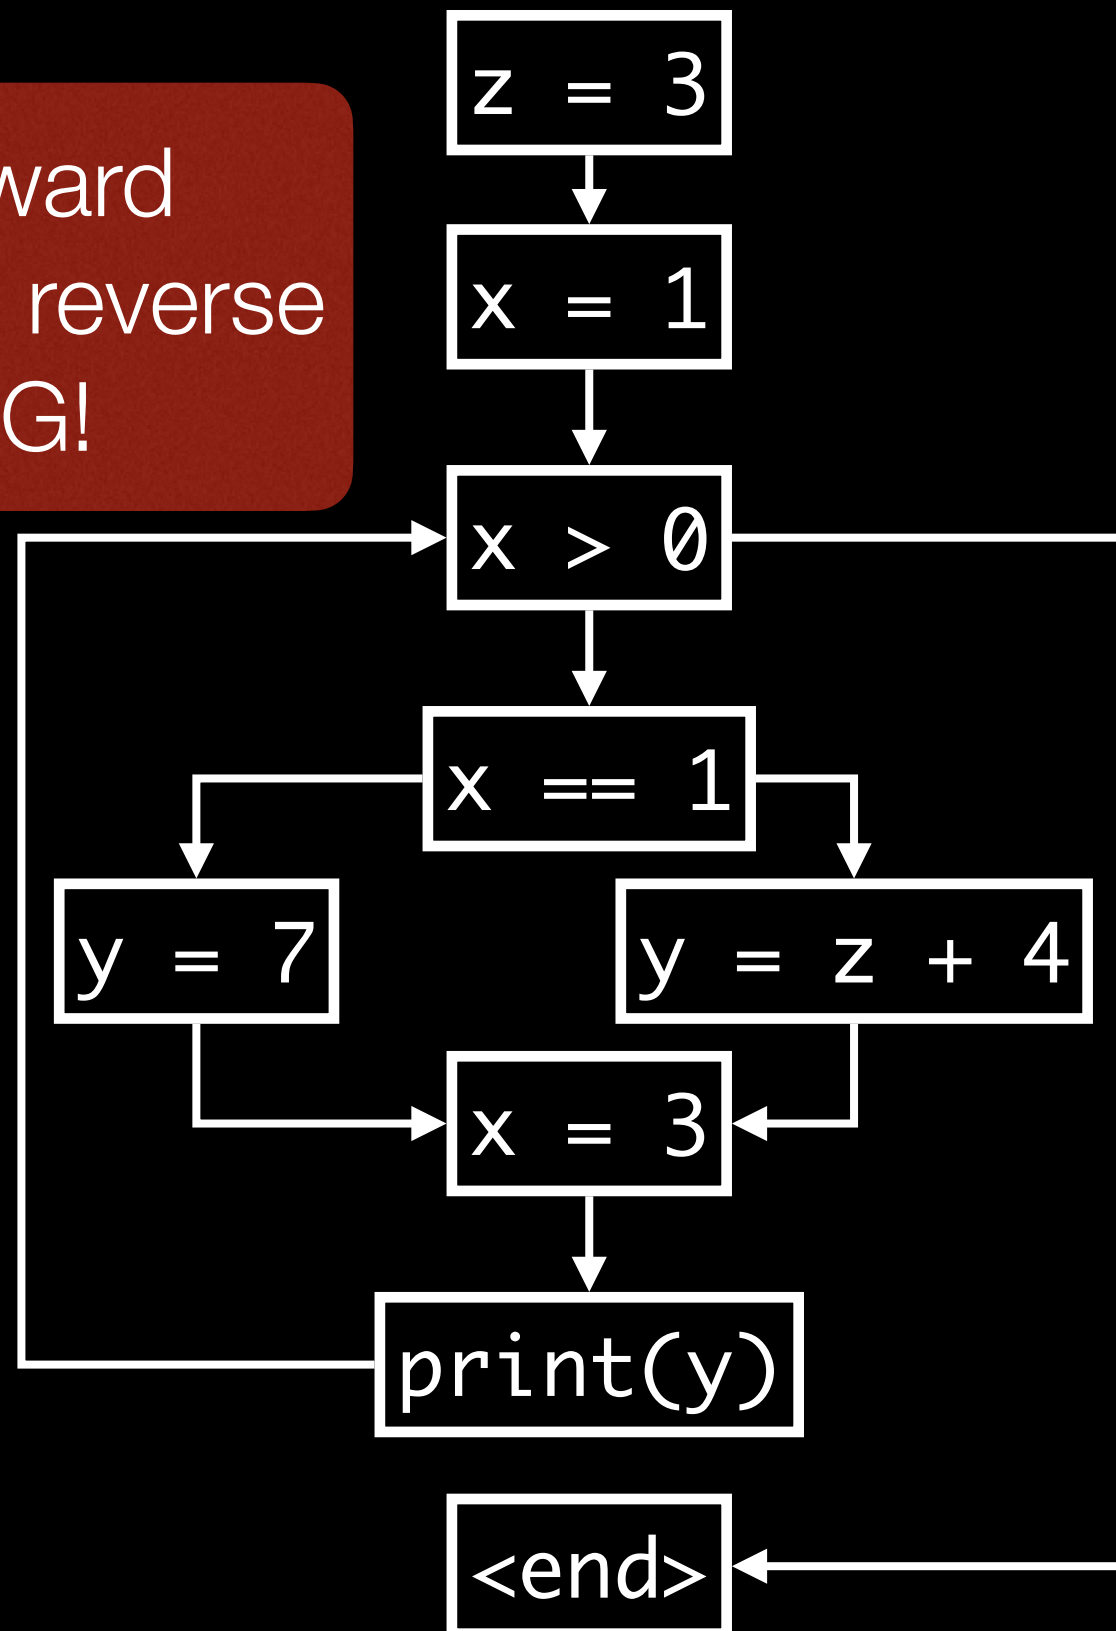 z = 3
ward
reverse
G!
x = 1
x > 0
x == 1
y = 7
y = z + 4
x = 3
print(y)
<end>